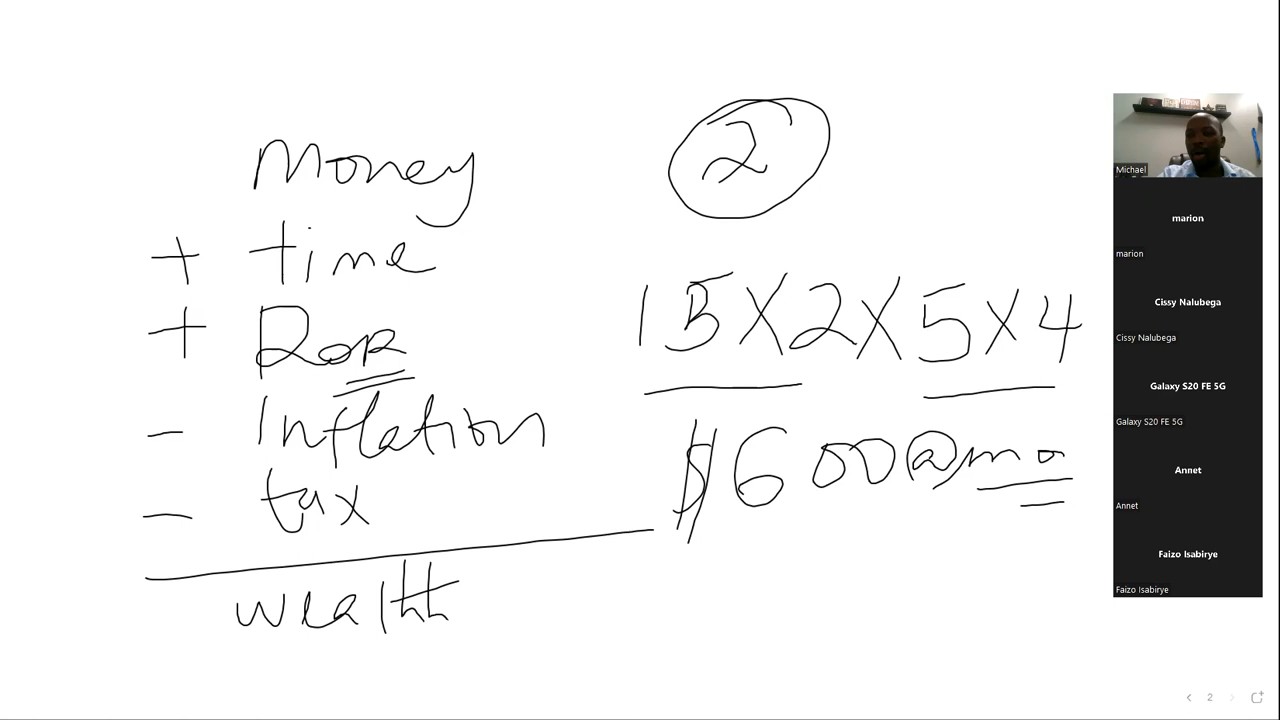 Money
+ time
+ ROR
- Inflation
- tax
wealth
2
15X2X5X4
$600@mo
Michael
marion
marion
Cissy Nalubega
Cissy Nalubega
Galaxy S20 FE 5G
Galaxy S20 FE 5G
Annet
Annet
Faizo Isabirye
Faizo Isabirye
2